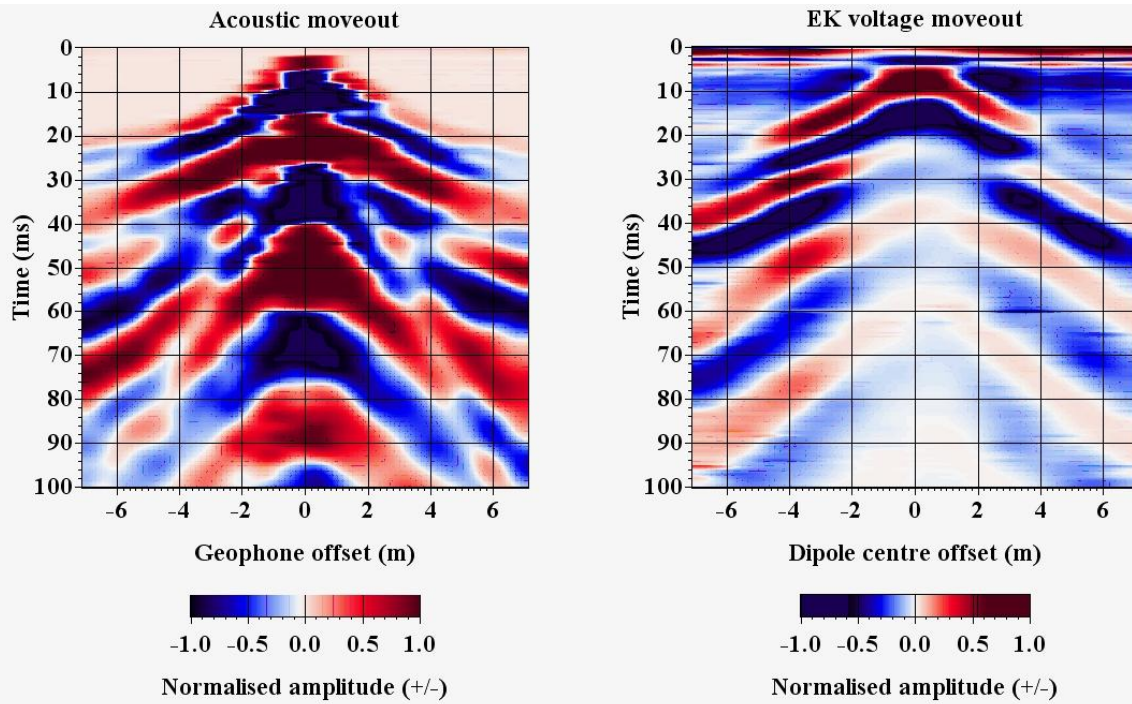 Acoustic moveout
0
10
20
30
40
50
60
70
80
90
100
Time (ms)
-6 -4 -2 0 2 4 6
Geophone offset (m)
-1.0 -0.5 0.0 0.5 1.0
Normalised amplitude (+/-)
EK voltage moveout
0
10
20
30
40
50
60
70
80
90
100
Time (ms)
-6 -4 -2 0 2 4 6
Dipole centre offset (m)
-1.0 -0.5 0.0 0.5 1.0
Normalised amplitude (+/-)